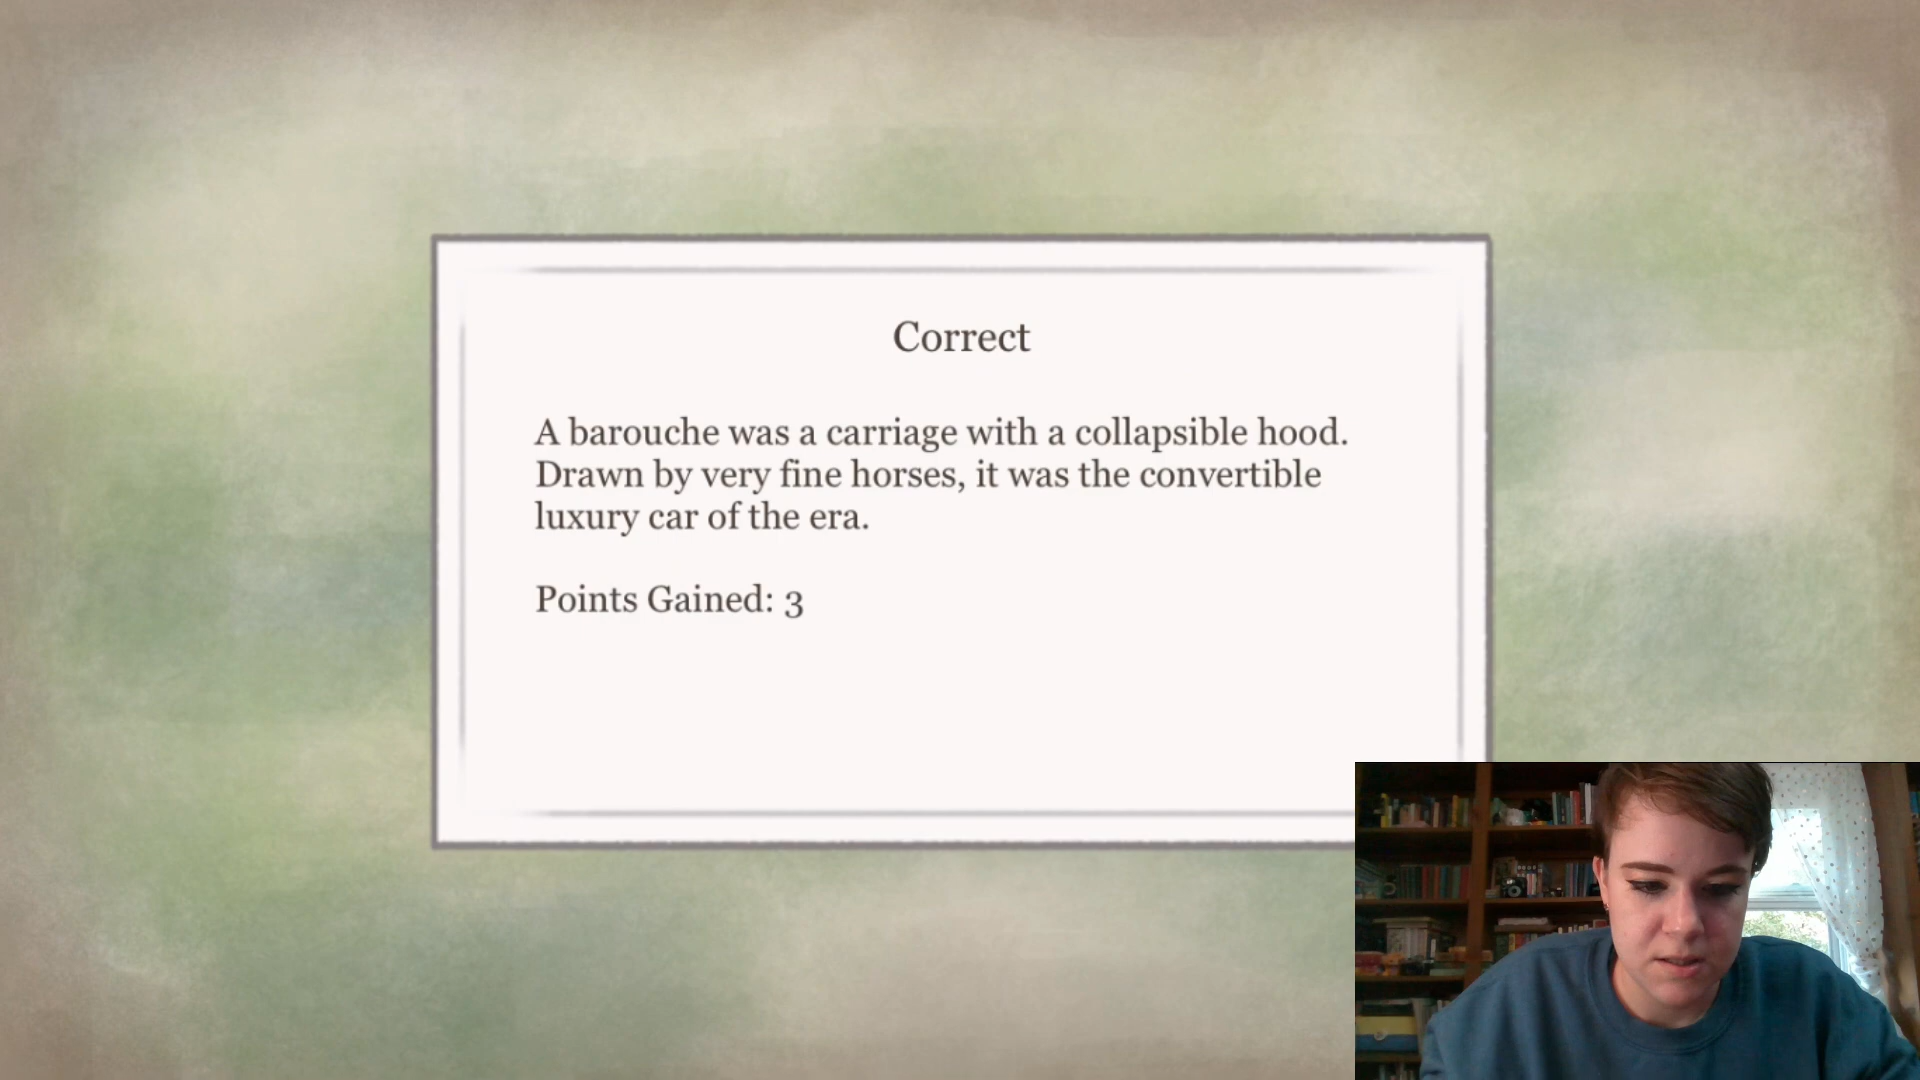 Correct
A barouche was a carriage with a collapsible hood.
Drawn by very fine horses, it was the convertible
luxury car of the era.
Points Gained: 3